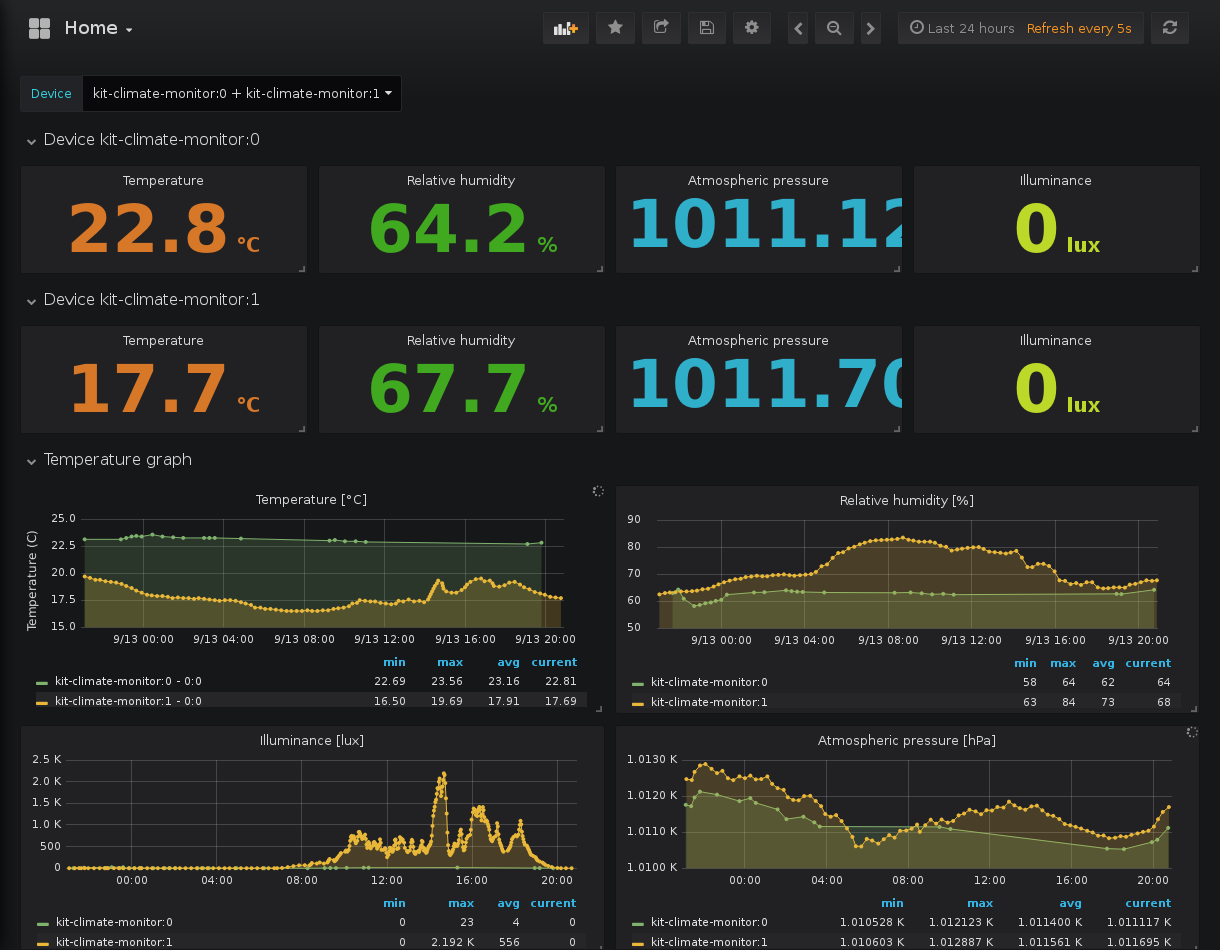 Home
Last 24 hours Refresh every 5s
Device kit-climate-monitor:0 + kit-climate-monitor:1
Device kit-climate-monitor:0
Temperature Relative humidity Atmospheric pressure Illuminance
22.8 °C 64.2 % 1011.12 0 lux
Device kit-climate-monitor:1
Temperature Relative humidity Atmospheric pressure Illuminance
17.7 °C 67.7 % 1011.70 0 lux
Temperature graph
Temperature [°C]
Temperature (C)
25.0
22.5
20.0
17.5
15.0
9/13 00:00 9/13 04:00 9/13 08:00 9/13 12:00 9/13 16:00 9/13 20:00
min max avg current
kit-climate-monitor:0 - 0:0 22.69 23.56 23.16 22.81
kit-climate-monitor:1 - 0:0 16.50 19.69 17.91 17.69
Relative humidity [%]
90
80
70
60
50
9/13 00:00 9/13 04:00 9/13 08:00 9/13 12:00 9/13 16:00 9/13 20:00
min max avg current
kit-climate-monitor:0 58 64 62 64
kit-climate-monitor:1 63 84 73 68
Illuminance [lux]
2.5 K
2.0 K
1.5 K
1.0 K
500
0
00:00 04:00 08:00 12:00 16:00 20:00
min max avg current
kit-climate-monitor:0 0 23 4 0
kit-climate-monitor:1 0 2.192 K 556 0
Atmospheric pressure [hPa]
1.0130 K
1.0120 K
1.0110 K
1.0100 K
00:00 04:00 08:00 12:00 16:00 20:00
min max avg current
kit-climate-monitor:0 1.010528 K 1.012123 K 1.011400 K 1.011117 K
kit-climate-monitor:1 1.010603 K 1.012887 K 1.011561 K 1.011695 K